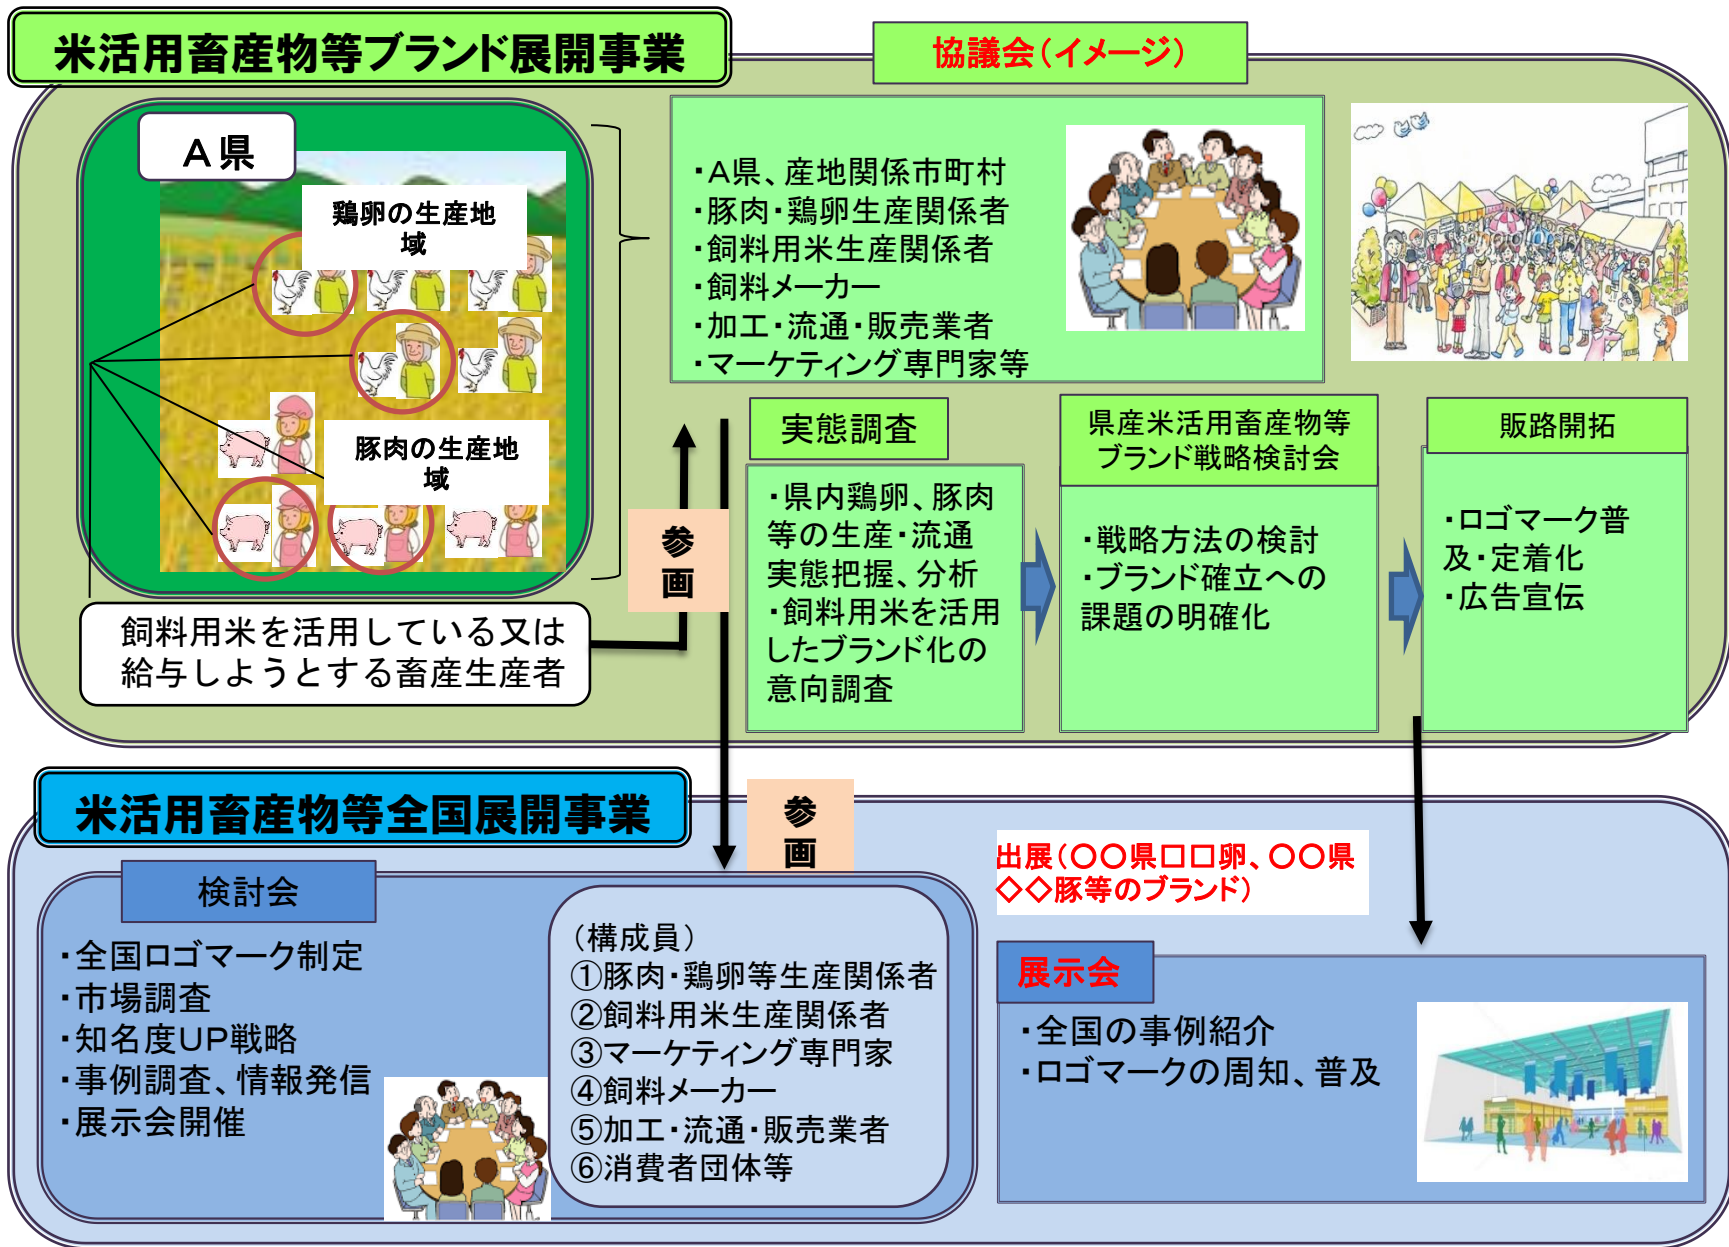 米活用畜産物等ブランド展開事業
協議会(イメージ)
A県
鶏卵の生産地
域
豚肉の生産地
域
飼料用米を活用している又は
給与しようとする畜産生産者
・A県、産地関係市町村
・豚肉・鶏卵生産関係者
・飼料用米生産関係者
・飼料メーカー
・加工・流通・販売業者
・マーケティング専門家等
参
画
実態調査
・県内鶏卵、豚肉
等の生産・流通
実態把握、分析
・飼料用米を活用
したブランド化の
意向調査
県産米活用畜産物等
ブランド戦略検討会
・戦略方法の検討
・ブランド確立への
課題の明確化
販路開拓
・ロゴマーク普
及・定着化
・広告宣伝
米活用畜産物等全国展開事業
参
画
検討会
・全国ロゴマーク制定
・市場調査
・知名度UP戦略
・事例調査、情報発信
・展示会開催
(構成員)
①豚肉・鶏卵等生産関係者
②飼料用米生産関係者
③マーケティング専門家
④飼料メーカー
⑤加工・流通・販売業者
⑥消費者団体等
出展(〇〇県□□卵、〇〇県
◇◇豚等のブランド)
展示会
・全国の事例紹介
・ロゴマークの周知、普及